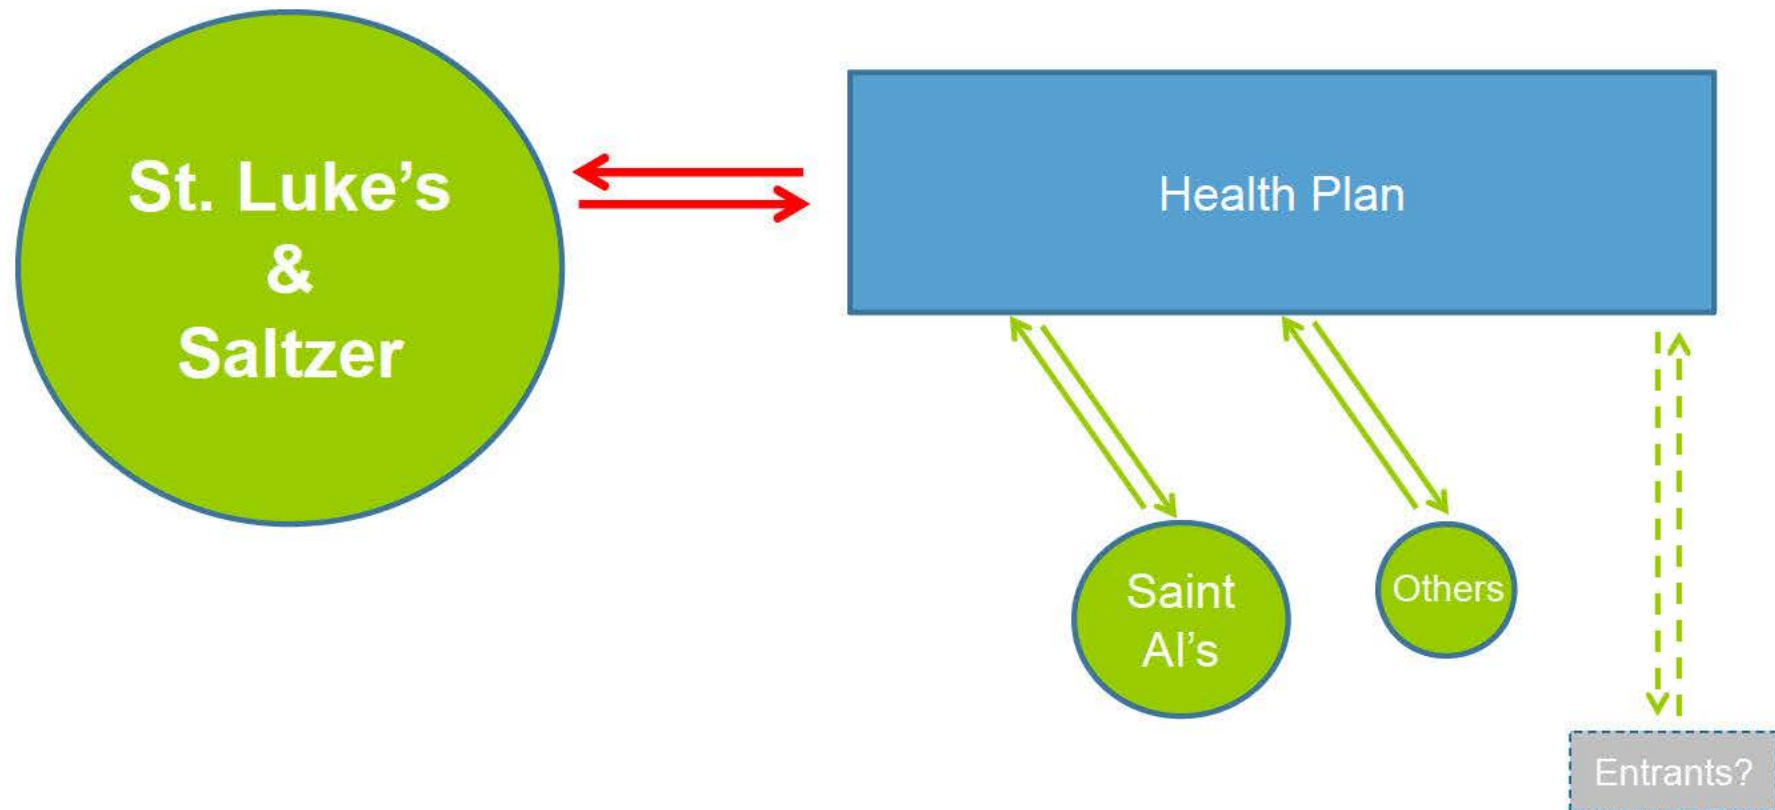 St. Luke’s
&
Saltzer
Health Plan
Saint
Al’s
Others
Entrants?